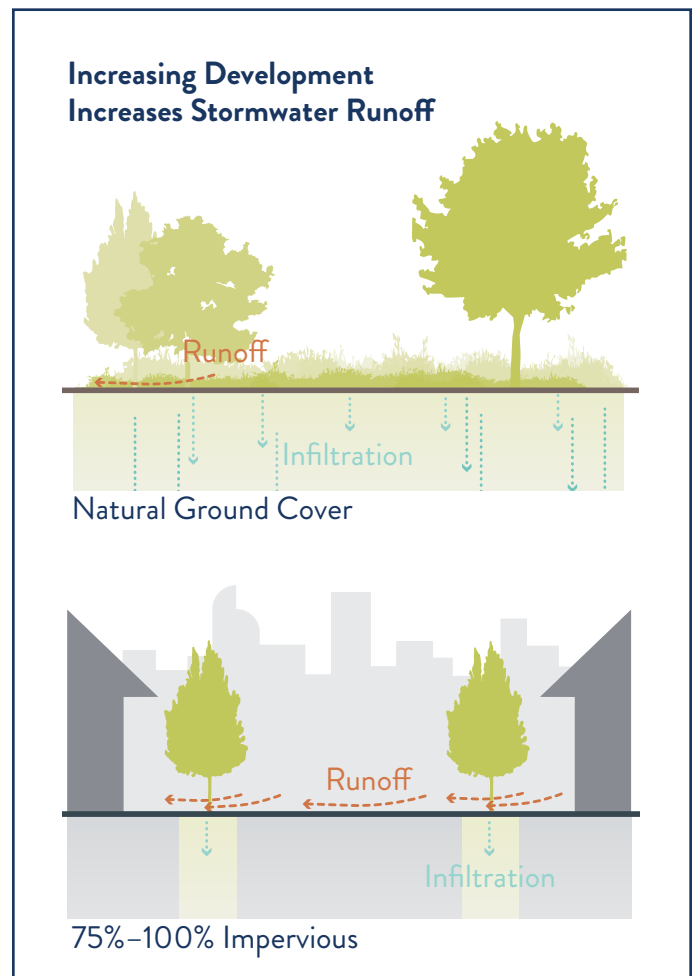 Increasing Development
Increases Stormwater Runoff
Runoff
Infiltration
Natural Ground Cover
Runoff
Infiltration
75%–100% Impervious